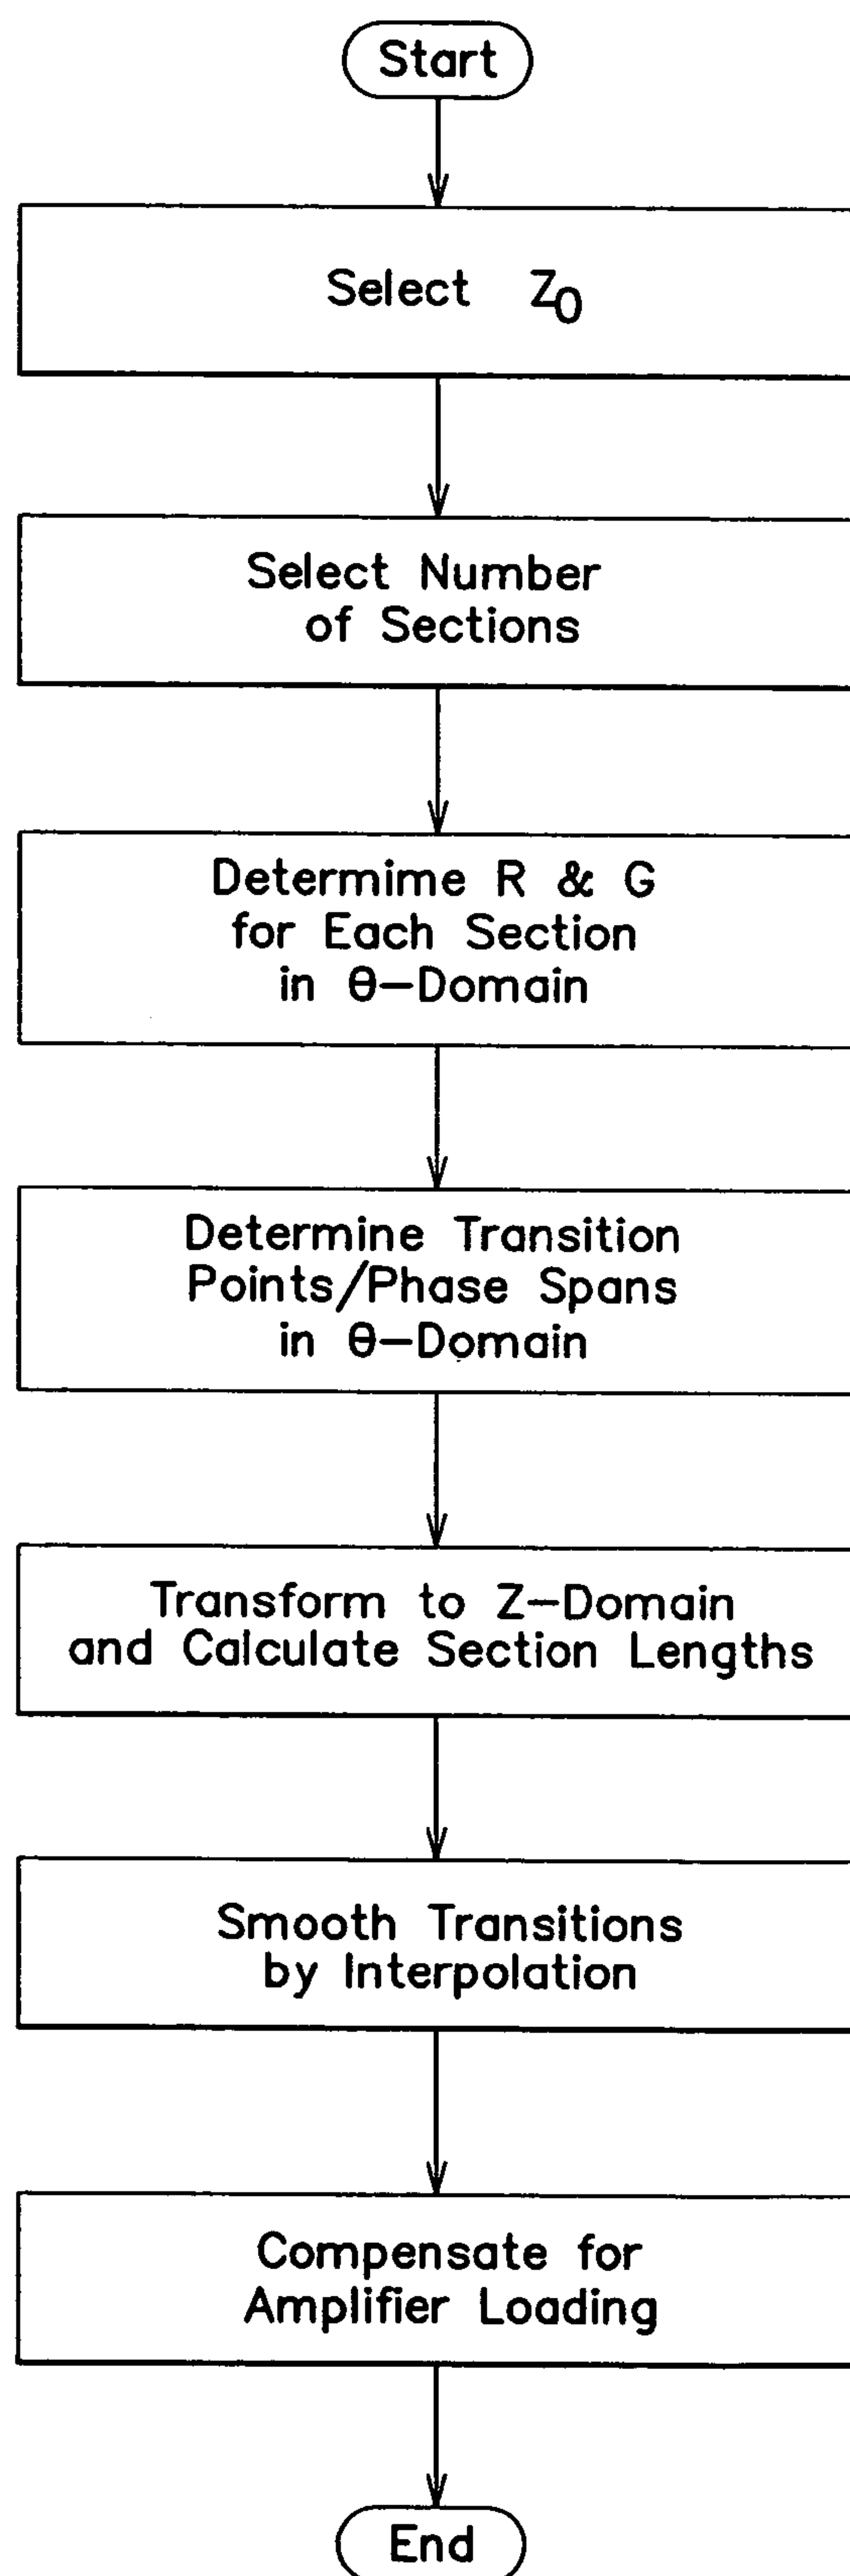 Start
Select Z₀
Select Number
of Sections
Determime R & G
for Each Section
in θ-Domain
Determine Transition
Points/Phase Spans
in θ-Domain
Transform to Z-Domain
and Calculate Section Lengths
Smooth Transitions
by Interpolation
Compensate for
Amplifier Loading
End